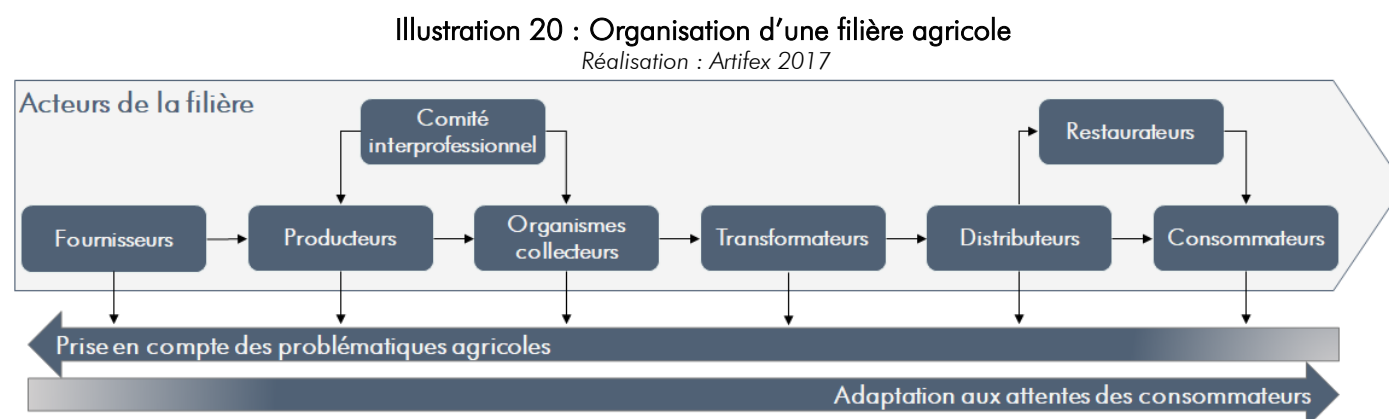 Illustration 20 : Organisation d'une filière agricole
Réalisation : Artifex 2017
Acteurs de la filière
Comité
interprofessionnel
Restaurateurs
Fournisseurs
Producteurs
Organismes
collecteurs
Transformateurs
Distributeurs
Consommateurs
Prise en compte des problématiques agricoles
Adaptation aux attentes des consommateurs